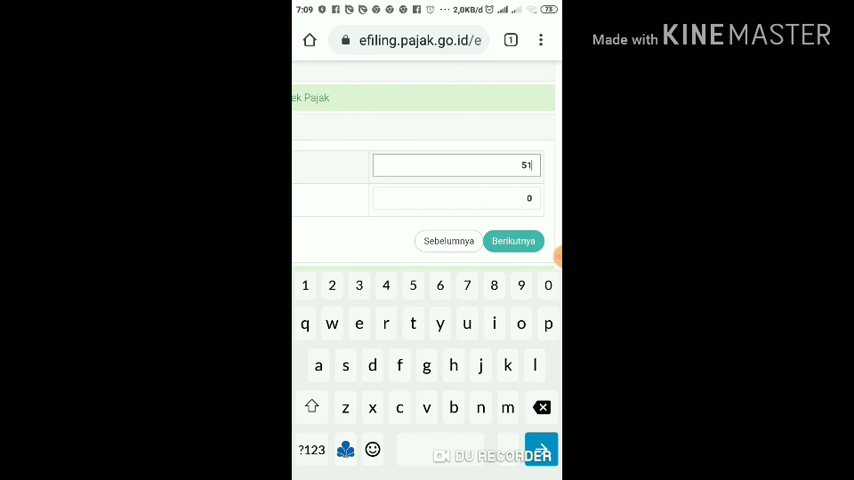 7:09 2,0KB/d 73
Made with KINEMASTER
efiling.pajak.go.id/e 1
ek Pajak
51
0
Sebelumnya Berikutnya
1 2 3 4 5 6 7 8 9 0
q w e r t y u i o p
a s d f g h j k l
z x c v b n m
?123
DU RECORDER